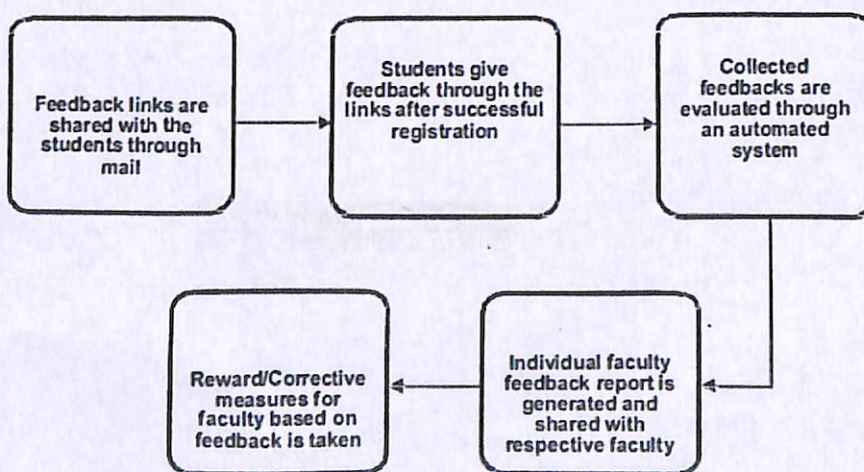 Feedback links are
shared with the
students through
mail
Students give
feedback through the
links after successful
registration
Collected
feedbacks are
evaluated through
an automated
system
Individual faculty
feedback report is
generated and
shared with
respective faculty
Reward/Corrective
measures for
faculty based on
feedback is taken